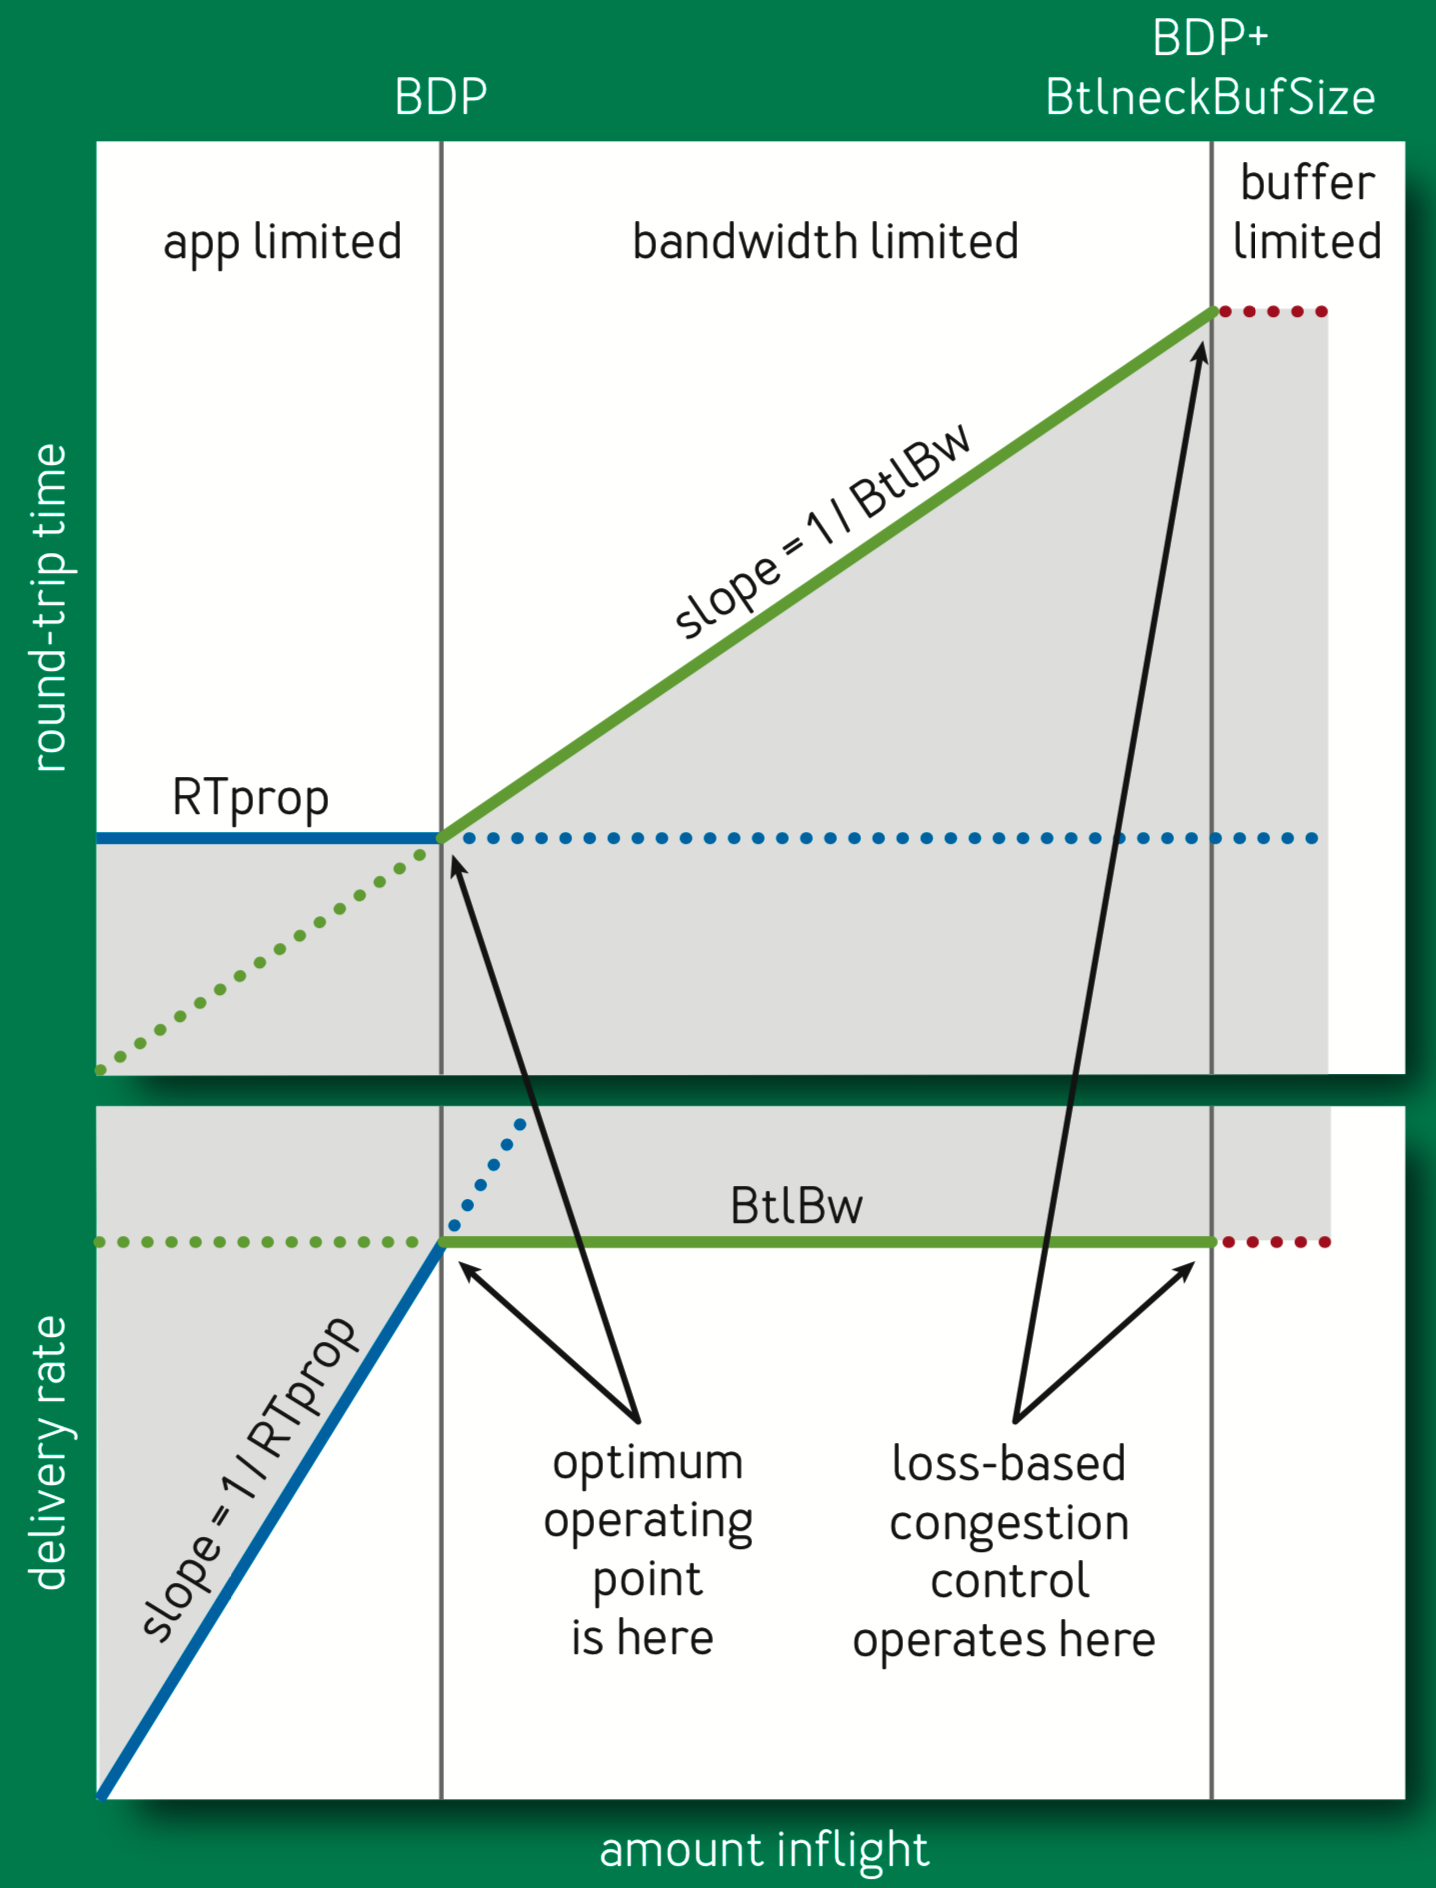 BDP+
BDP
BtlneckBufSize
app limited
bandwidth limited
buffer
limited
round-trip time
slope = 1 / BtlBw
RTprop
BtlBw
delivery rate
slope = 1 / RTprop
optimum
operating
point
is here
loss-based
congestion
control
operates here
amount inflight